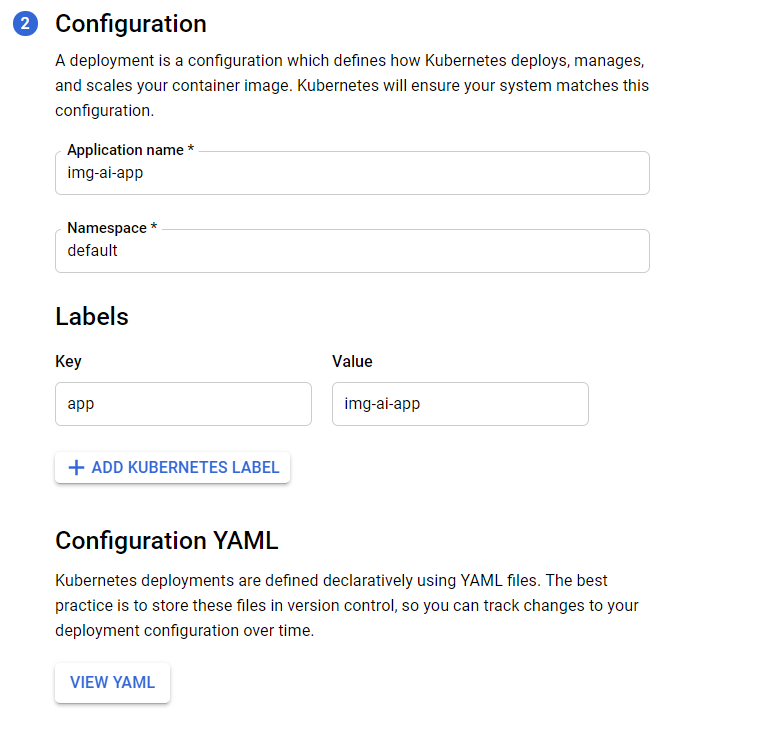 2 Configuration
A deployment is a configuration which defines how Kubernetes deploys, manages,
and scales your container image. Kubernetes will ensure your system matches this
configuration.
Application name *
img-ai-app
Namespace *
default
Labels
Key Value
app img-ai-app
+ ADD KUBERNETES LABEL
Configuration YAML
Kubernetes deployments are defined declaratively using YAML files. The best
practice is to store these files in version control, so you can track changes to your
deployment configuration over time.
VIEW YAML